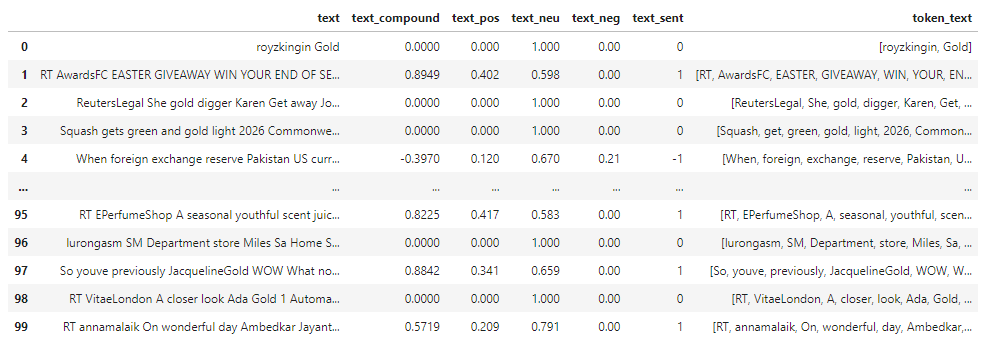 text text_compound text_pos text_neu text_neg text_sent token_text
0 royzkingin Gold 0.0000 0.000 1.000 0.00 0 [royzkingin, Gold]
1 RT AwardsFC EASTER GIVEAWAY WIN YOUR END OF SE... 0.8949 0.402 0.598 0.00 1 [RT, AwardsFC, EASTER, GIVEAWAY, WIN, YOUR, EN...
2 ReutersLegal She gold digger Karen Get away Jo... 0.0000 0.000 1.000 0.00 0 [ReutersLegal, She, gold, digger, Karen, Get, ...
3 Squash gets green and gold light 2026 Commonwe... 0.0000 0.000 1.000 0.00 0 [Squash, get, green, gold, light, 2026, Common...
4 When foreign exchange reserve Pakistan US curr... -0.3970 0.120 0.670 0.21 -1 [When, foreign, exchange, reserve, Pakistan, U...
... ... ... ... ... ... ... ...
95 RT EPerfumeShop A seasonal youthful scent juic... 0.8225 0.417 0.583 0.00 1 [RT, EPerfumeShop, A, seasonal, youthful, scen...
96 lurongasm SM Department store Miles Sa Home S... 0.0000 0.000 1.000 0.00 0 [lurongasm, SM, Department, store, Miles, Sa, ...
97 So youve previously JacquelineGold WOW What no... 0.8842 0.341 0.659 0.00 1 [So, youve, previously, JacquelineGold, WOW, W...
98 RT VitaeLondon A closer look Ada Gold 1 Automa... 0.0000 0.000 1.000 0.00 0 [RT, VitaeLondon, A, closer, look, Ada, Gold, ...
99 RT annamalaik On wonderful day Ambedkar Jayant... 0.5719 0.209 0.791 0.00 1 [RT, annamalaik, On, wonderful, day, Ambedkar,...